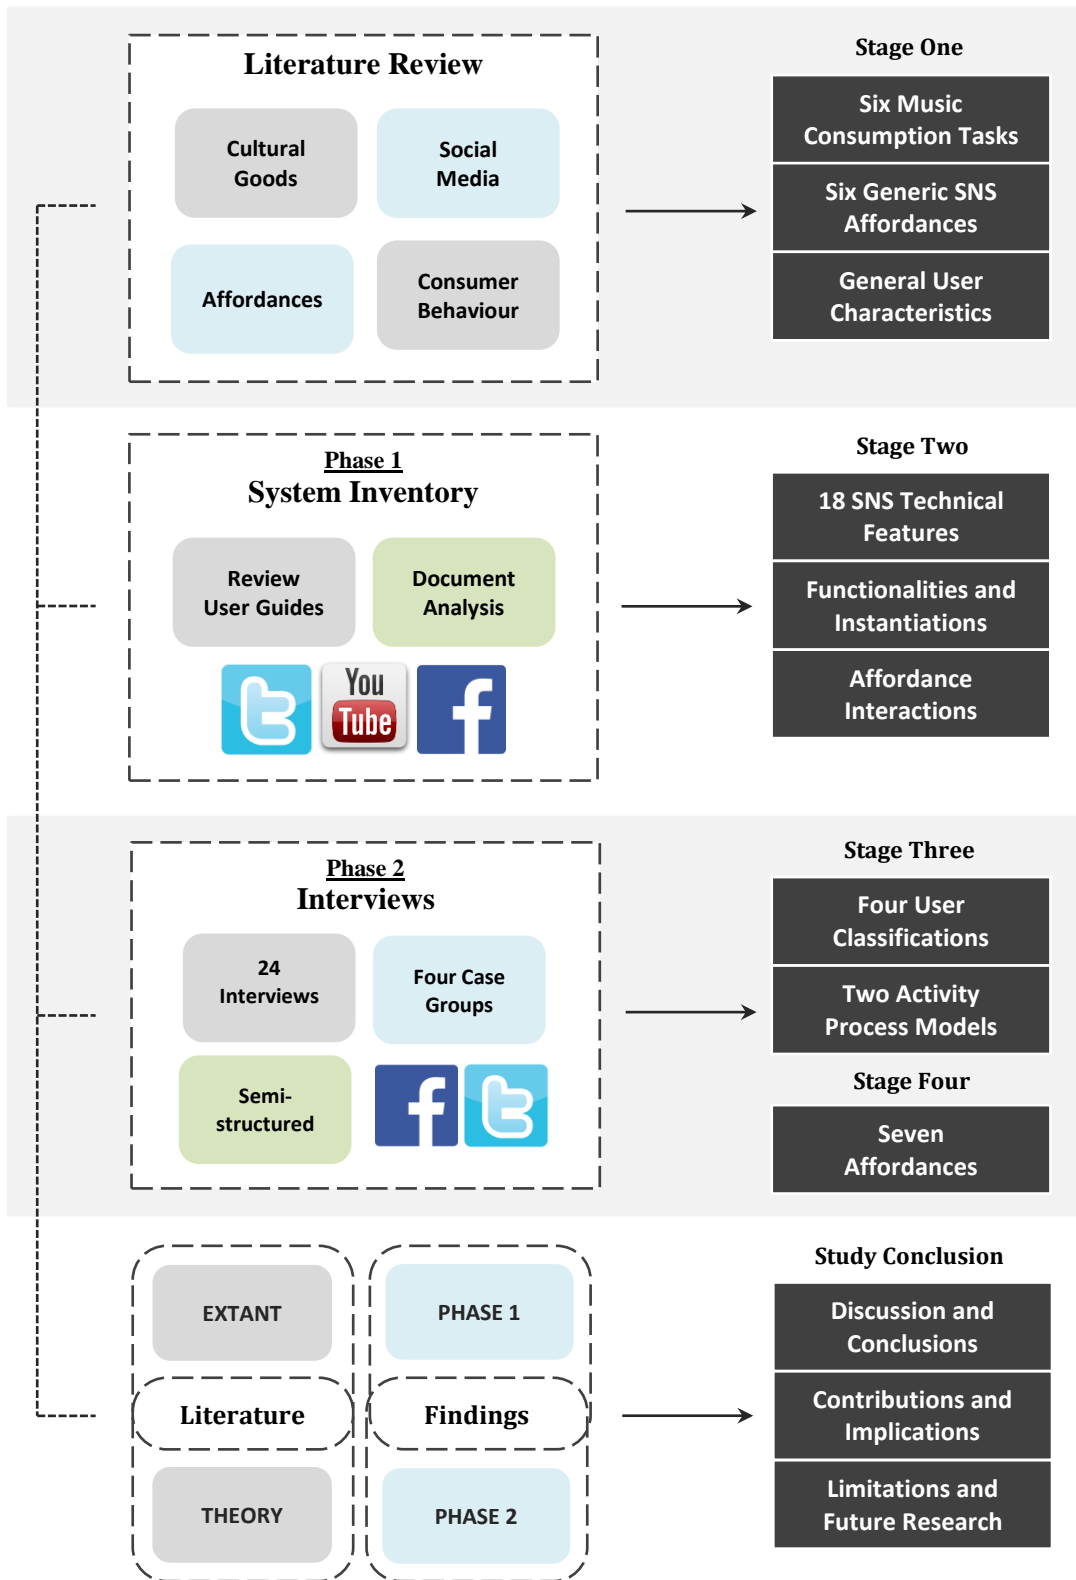 Literature Review
Cultural
Goods
Social
Media
Affordances
Consumer
Behaviour
Stage One
Six Music
Consumption Tasks
Six Generic SNS
Affordances
General User
Characteristics
Phase 1
System Inventory
Review
User Guides
Document
Analysis
You
Tube
Stage Two
18 SNS Technical
Features
Functionalities and
Instantiations
Affordance
Interactions
Phase 2
Interviews
24
Interviews
Four Case
Groups
Semi-
structured
Stage Three
Four User
Classifications
Two Activity
Process Models
Stage Four
Seven
Affordances
EXTANT
Literature
THEORY
PHASE 1
Findings
PHASE 2
Study Conclusion
Discussion and
Conclusions
Contributions and
Implications
Limitations and
Future Research